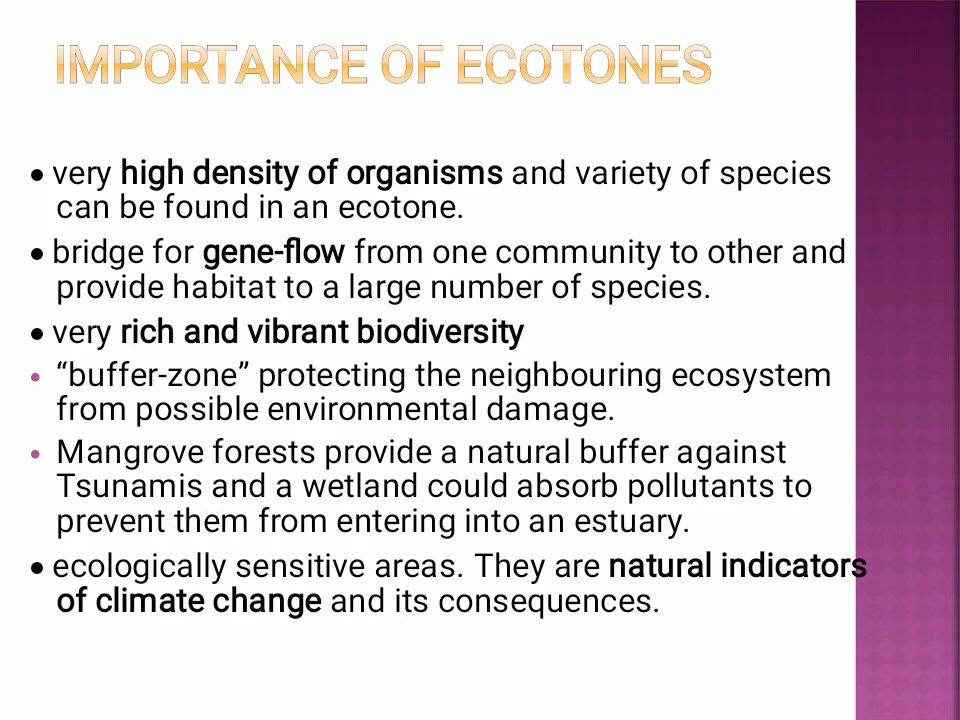 IMPORTANCE OF ECOTONES
• very high density of organisms and variety of species
can be found in an ecotone.
• bridge for gene-flow from one community to other and
provide habitat to a large number of species.
• very rich and vibrant biodiversity
• “buffer-zone” protecting the neighbouring ecosystem
from possible environmental damage.
• Mangrove forests provide a natural buffer against
Tsunamis and a wetland could absorb pollutants to
prevent them from entering into an estuary.
• ecologically sensitive areas. They are natural indicators
of climate change and its consequences.